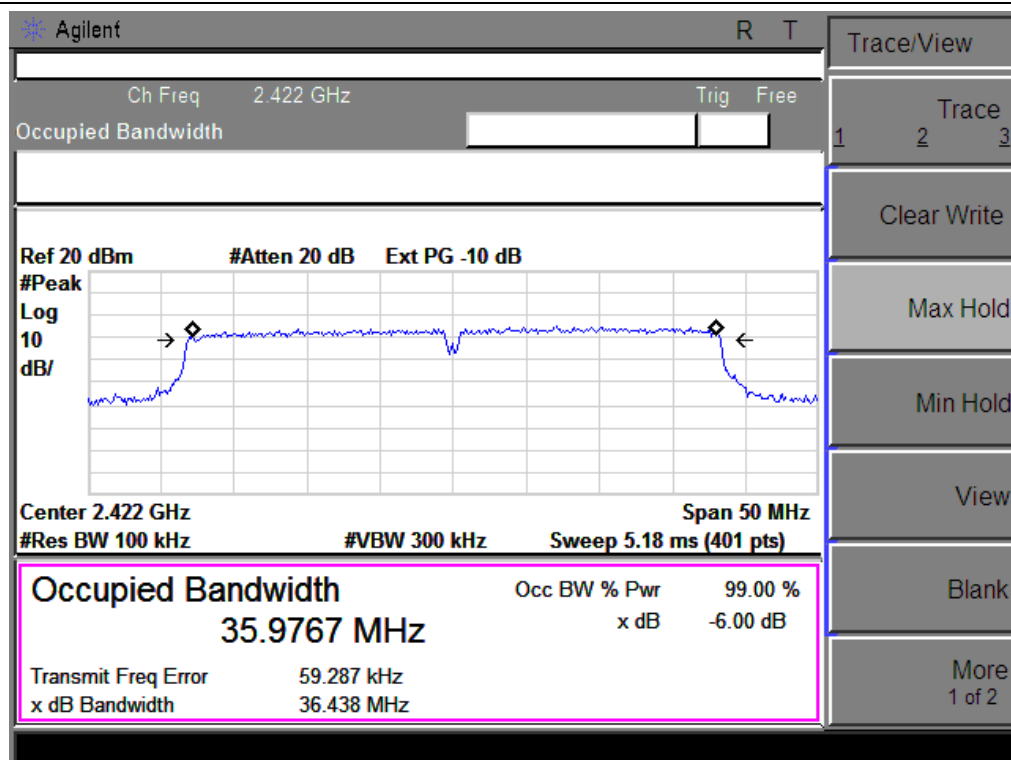 Agilent R T
Ch Freq 2.422 GHz Trig Free
Occupied Bandwidth
Ref 20 dBm #Atten 20 dB Ext PG -10 dB
#Peak
Log
10
dB/
Center 2.422 GHz Span 50 MHz
#Res BW 100 kHz #VBW 300 kHz Sweep 5.18 ms (401 pts)
Occupied Bandwidth Occ BW % Pwr 99.00 %
35.9767 MHz x dB -6.00 dB
Transmit Freq Error 59.287 kHz
x dB Bandwidth 36.438 MHz
Trace/View
Trace
1 2 3
Clear Write
Max Hold
Min Hold
View
Blank
More
1 of 2